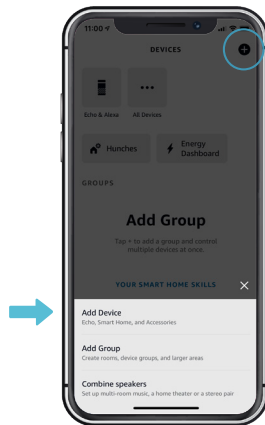 11:00
DEVICES
Echo & Alexa
All Devices
Hunches
Energy
Dashboard
GROUPS
Add Group
Tap + to add a group and control
multiple devices at once.
YOUR SMART HOME SKILLS
Add Device
Echo, Smart Home, and Accessories
Add Group
Create rooms, device groups, and larger areas
Combine speakers
Set up multi-room music, a home theater or a stereo pair